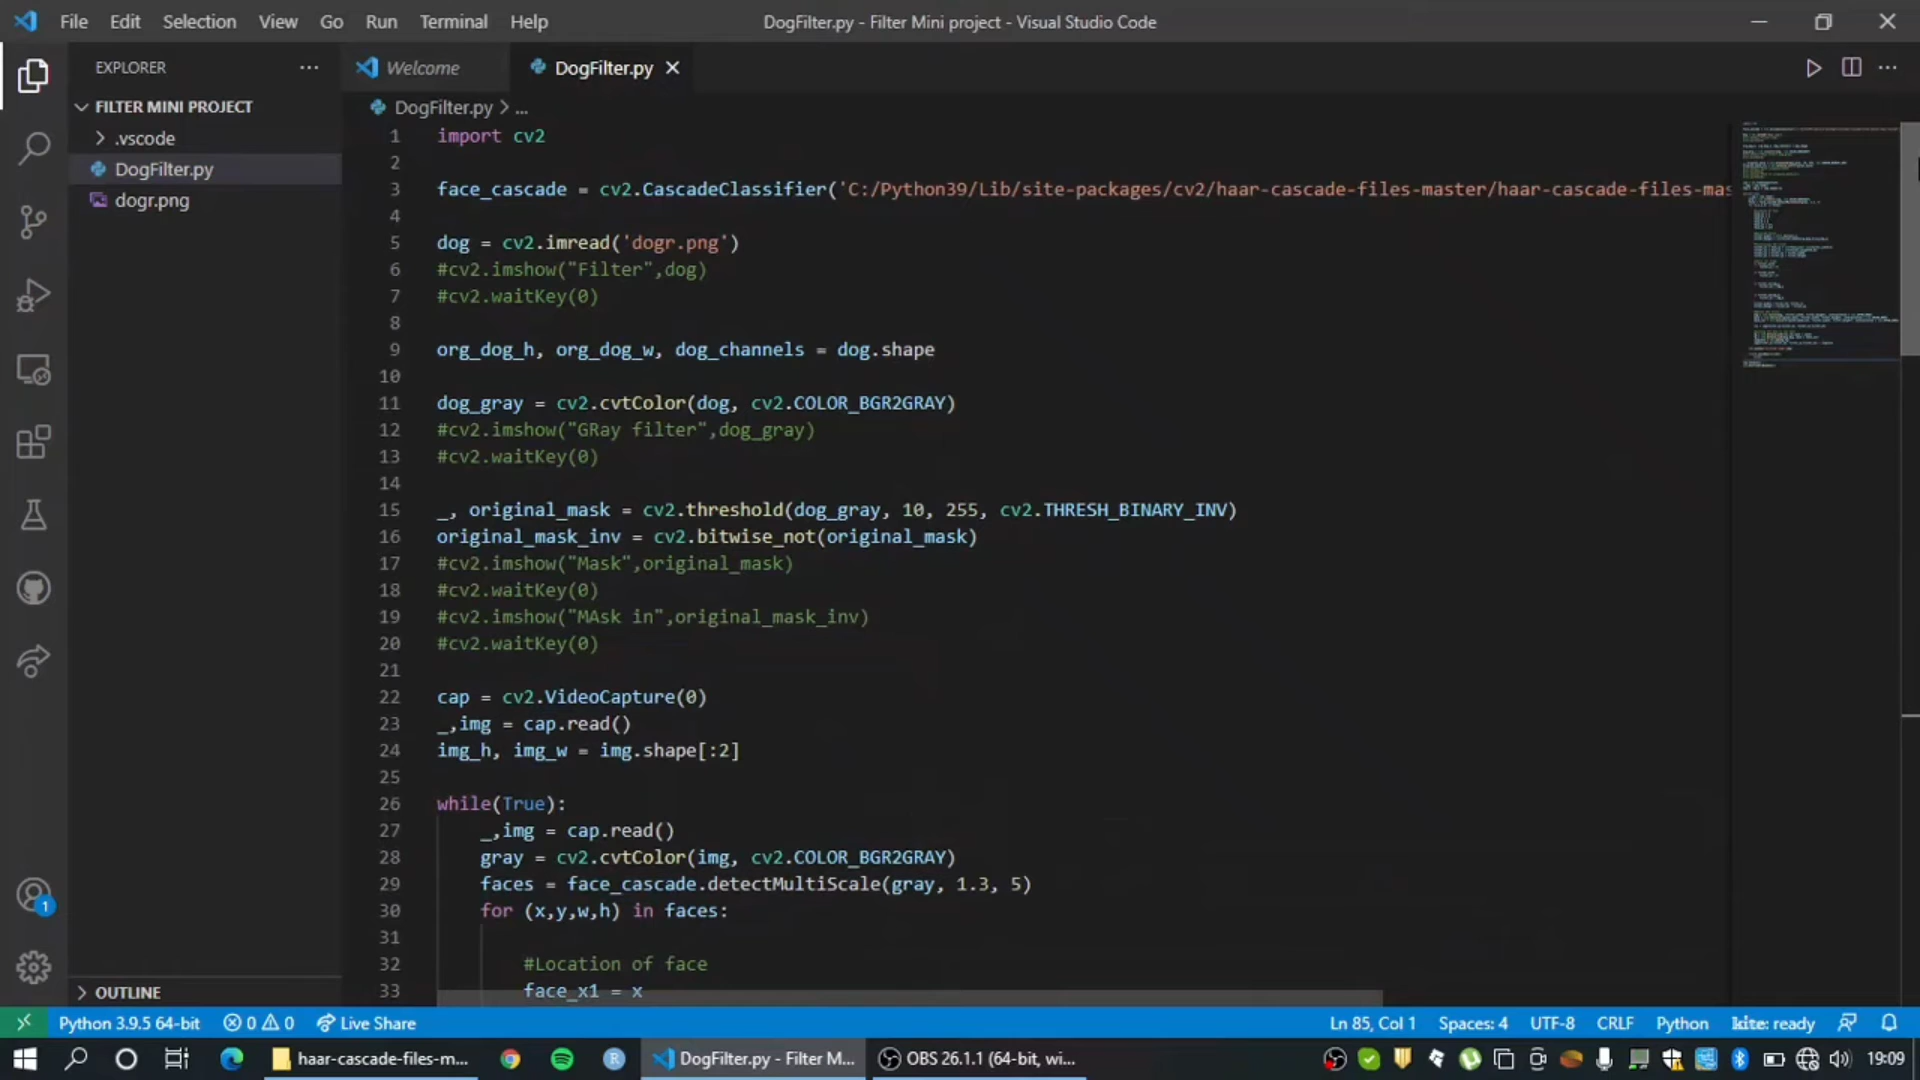 File Edit Selection View Go Run Terminal Help
DogFilter.py - Filter Mini project - Visual Studio Code
EXPLORER
FILTER MINI PROJECT
.vscode
DogFilter.py
dogr.png
OUTLINE
Welcome
DogFilter.py
DogFilter.py > ...
1 import cv2
2
3 face_cascade = cv2.CascadeClassifier('C:/Python39/Lib/site-packages/cv2/haar-cascade-files-master/haar-cascade-files-mas
4
5 dog = cv2.imread('dogr.png')
6 #cv2.imshow("Filter",dog)
7 #cv2.waitKey(0)
8
9 org_dog_h, org_dog_w, dog_channels = dog.shape
10
11 dog_gray = cv2.cvtColor(dog, cv2.COLOR_BGR2GRAY)
12 #cv2.imshow("GRay filter",dog_gray)
13 #cv2.waitKey(0)
14
15 _, original_mask = cv2.threshold(dog_gray, 10, 255, cv2.THRESH_BINARY_INV)
16 original_mask_inv = cv2.bitwise_not(original_mask)
17 #cv2.imshow("Mask",original_mask)
18 #cv2.waitKey(0)
19 #cv2.imshow("MAsk in",original_mask_inv)
20 #cv2.waitKey(0)
21
22 cap = cv2.VideoCapture(0)
23 _,img = cap.read()
24 img_h, img_w = img.shape[:2]
25
26 while(True):
27 _,img = cap.read()
28 gray = cv2.cvtColor(img, cv2.COLOR_BGR2GRAY)
29 faces = face_cascade.detectMultiScale(gray, 1.3, 5)
30 for (x,y,w,h) in faces:
31
32 #Location of face
33 face_x1 = x
1
Python 3.9.5 64-bit 0 0 Live Share
Ln 85, Col 1 Spaces: 4 UTF-8 CRLF Python kite: ready
haar-cascade-files-m... R DogFilter.py - Filter M... OBS 26.1.1 (64-bit, wi... 19:09